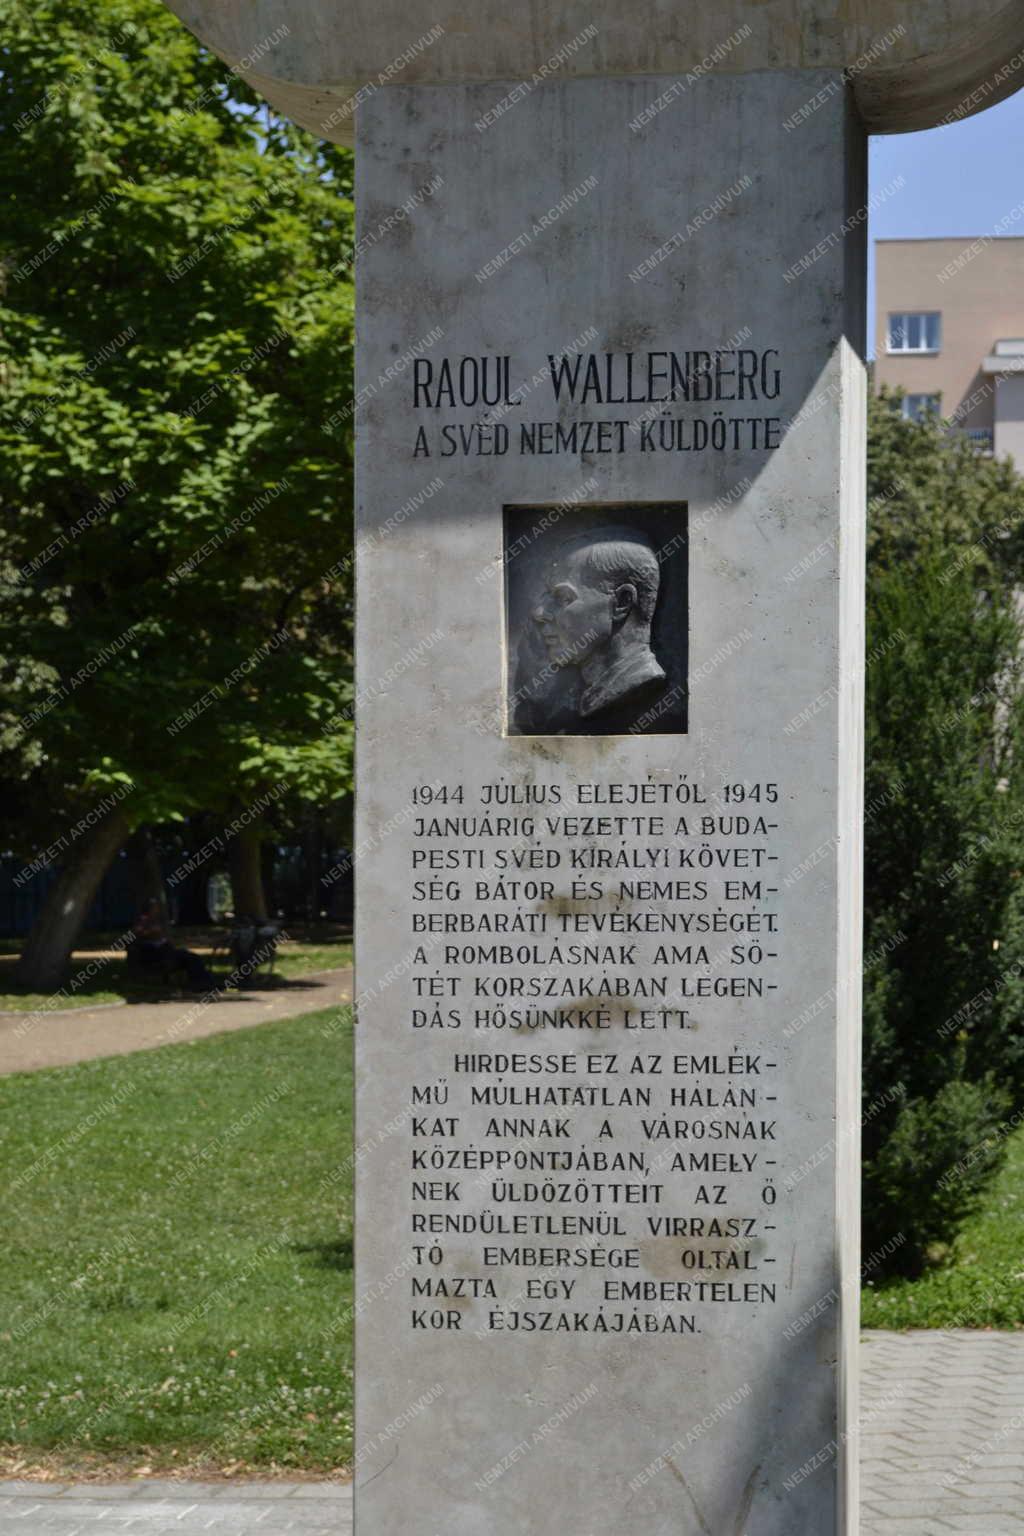 RAOUL WALLENBERG
A SVÉD NEMZET KÜLDÖTTE
1944 JÚLIUS ELEJÉTŐL 1945
JANUÁRIG VEZETTE A BUDA-
PESTI SVÉD KIRÁLYI KÖVET-
SÉG BÁTOR ÉS NEMES EM-
BERBARÁTI TEVÉKENYSÉGÉT.
A ROMBOLÁSNAK AMA SÖ-
TÉT KORSZAKÁBAN LEGEN-
DÁS HŐSÜNKKÉ LETT.
HIRDESSE EZ AZ EMLÉK-
MŰ MÚLHATATLAN HÁLÁN-
KAT ANNAK A VÁROSNAK
KÖZÉPPONTJÁBAN, AMELY-
NEK ÜLDÖZÖTTEIT AZ Ő
RENDÜLETLENÜL VIRRASZ-
TÓ EMBERSÉGE OLTAL-
MAZTA EGY EMBERTELEN
KOR ÉJSZAKÁJÁBAN.
NEMZETI ARCHÍVUM